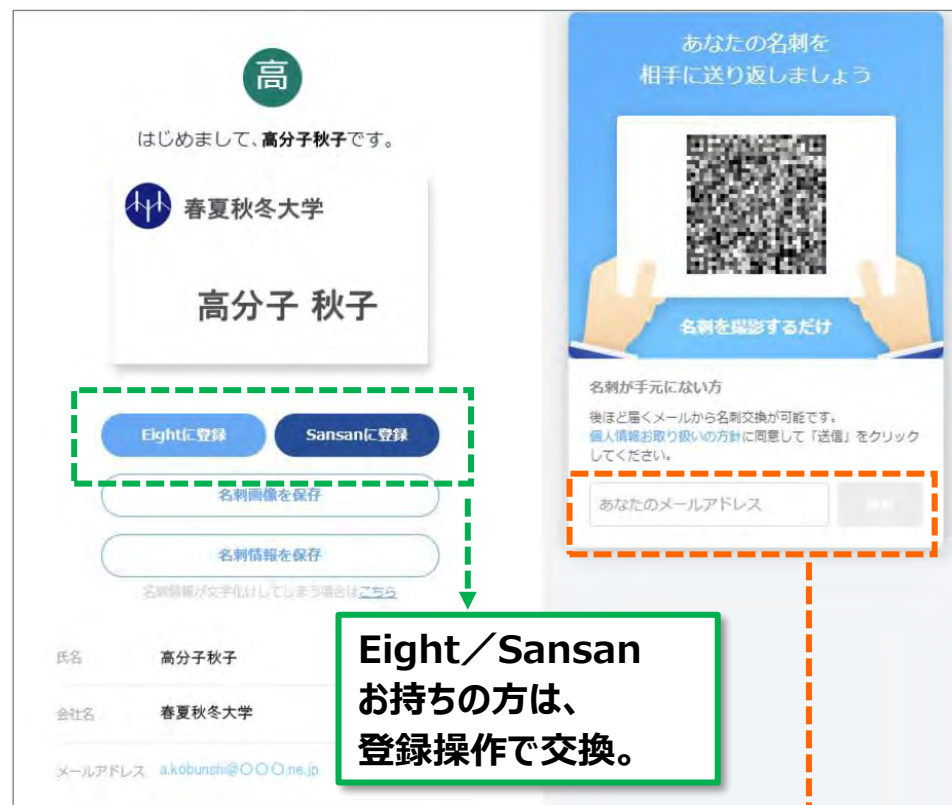 高
はじめまして、高分子秋子です。
春夏秋冬大学
高分子 秋子
Eightに登録
Sansanに登録
名刺画像を保存
名刺情報を保存
名刺情報が文字化けしてしまう場合はこちら
氏名
高分子秋子
会社名
春夏秋冬大学
メールアドレス
a.kobunshi@〇〇〇.ne.jp
Eight／Sansan
お持ちの方は、
登録操作で交換。
あなたの名刺を
相手に送り返しましょう
名刺を撮影するだけ
名刺が手元にない方
後ほど届くメールから名刺交換が可能です。
個人情報お取り扱いの方針に同意して「送信」をクリック
してください。
あなたのメールアドレス